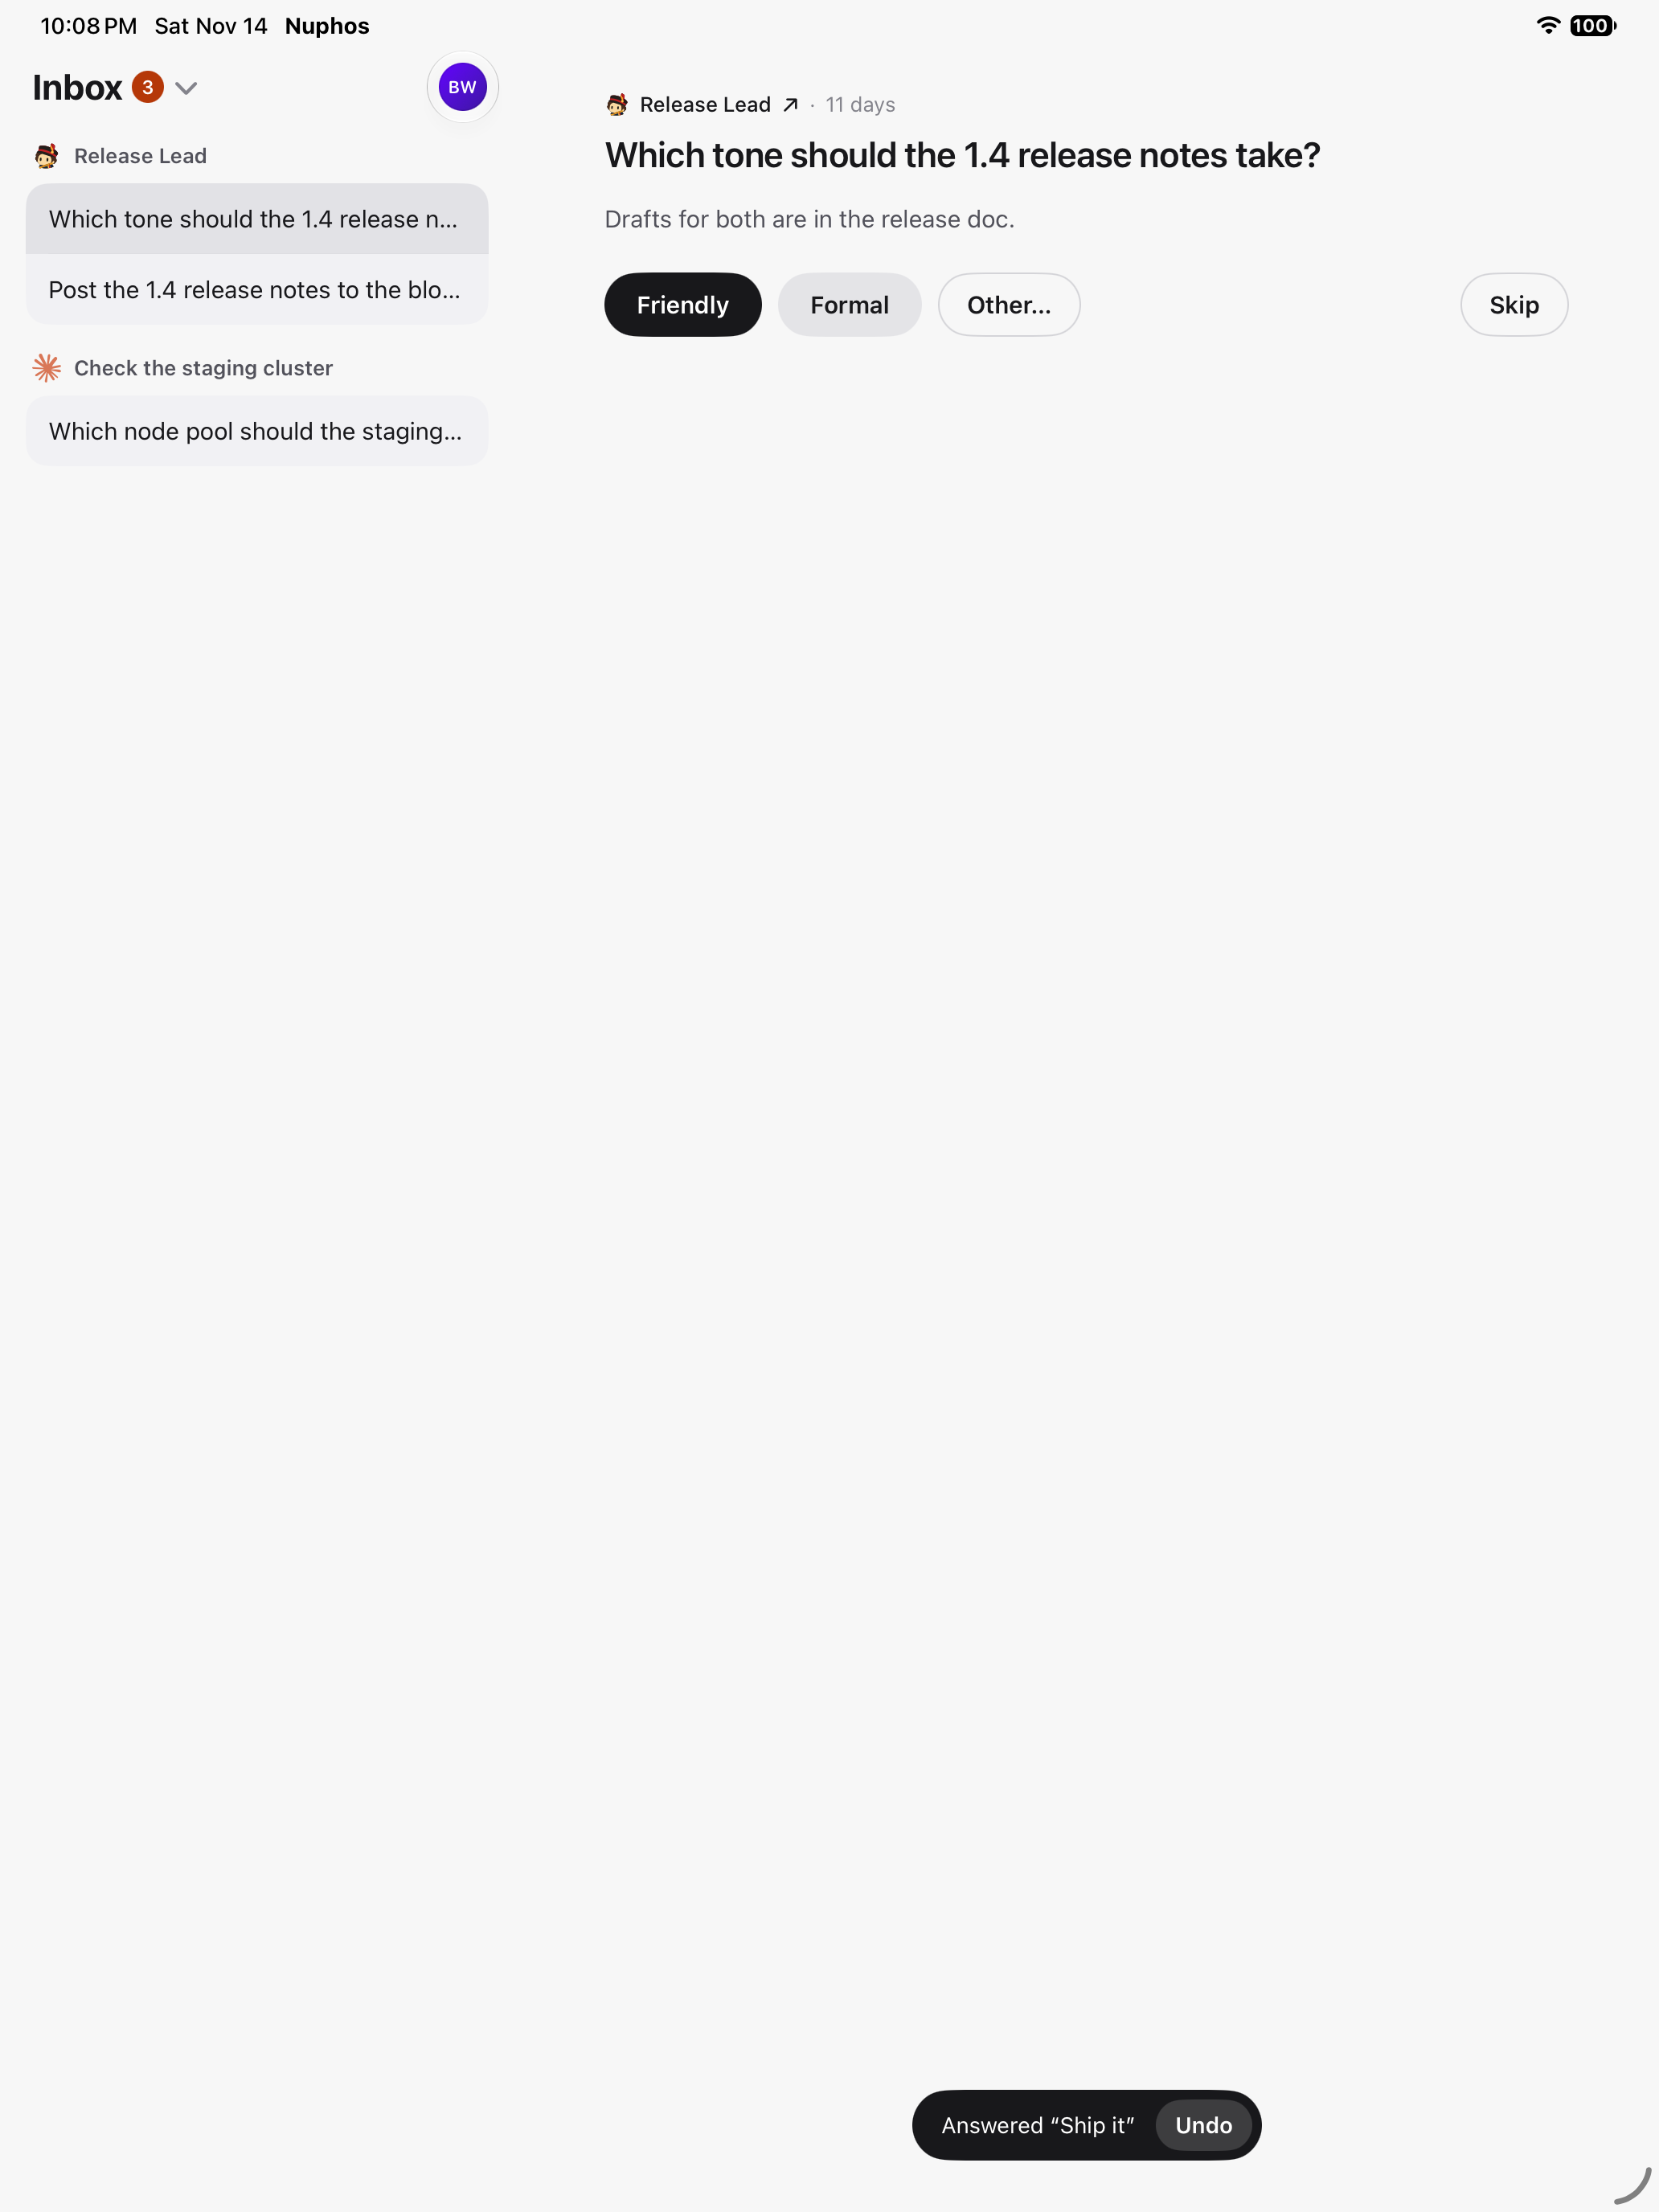 10:08 PM Sat Nov 14 Nuphos
100
Inbox 3
BW
Release Lead
Which tone should the 1.4 release n...
Post the 1.4 release notes to the blo...
Check the staging cluster
Which node pool should the staging...
Release Lead · 11 days
Which tone should the 1.4 release notes take?
Drafts for both are in the release doc.
Friendly Formal Other... Skip
Answered “Ship it” Undo